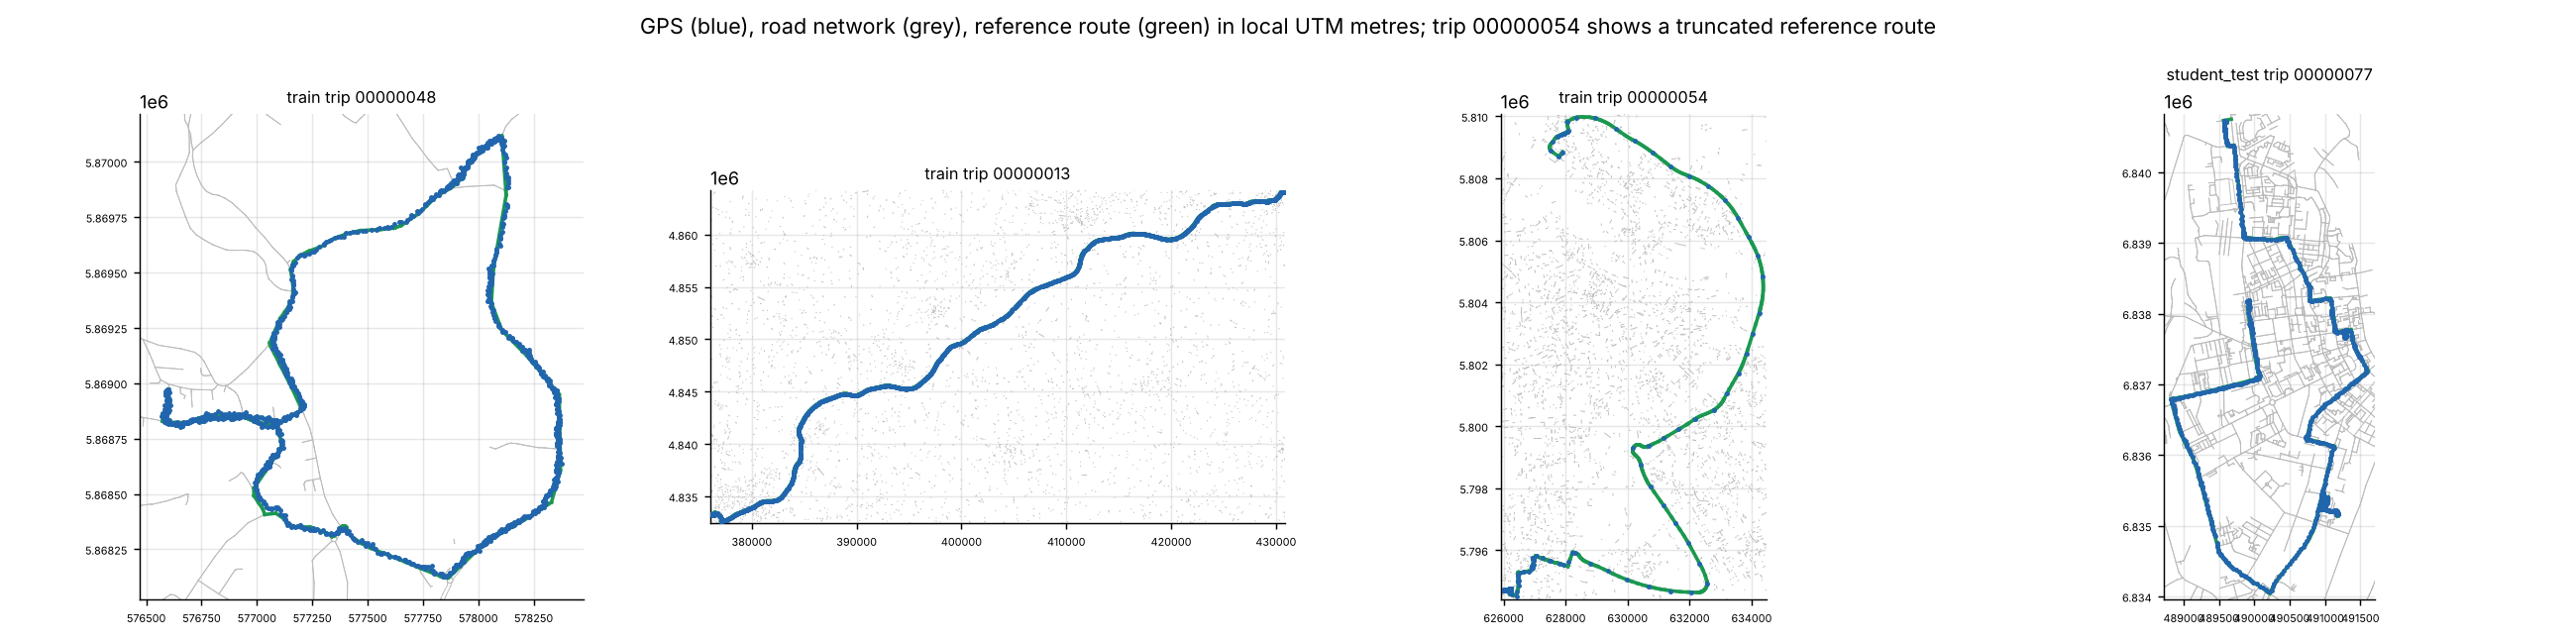 GPS (blue), road network (grey), reference route (green) in local UTM metres; trip 00000054 shows a truncated reference route
train trip 00000048
1e6
5.87000
5.86975
5.86950
5.86925
5.86900
5.86875
5.86850
5.86825
576500 576750 577000 577250 577500 577750 578000 578250
train trip 00000013
1e6
4.860
4.855
4.850
4.845
4.840
4.835
380000 390000 400000 410000 420000 430000
train trip 00000054
1e6
5.810
5.808
5.806
5.804
5.802
5.800
5.798
5.796
626000 628000 630000 632000 634000
student_test trip 00000077
1e6
6.840
6.839
6.838
6.837
6.836
6.835
6.834
489000 489500 490000 490500 491000 491500